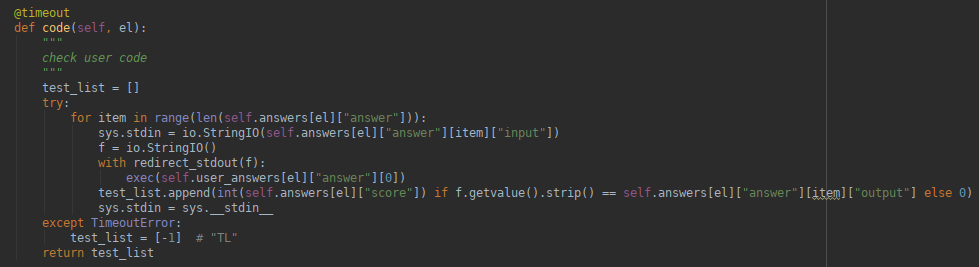 @timeout
def code(self, el):
    """
    check user code
    """
    test_list = []
    try:
        for item in range(len(self.answers[el]["answer"])):
            sys.stdin = io.StringIO(self.answers[el]["answer"][item]["input"])
            f = io.StringIO()
            with redirect_stdout(f):
                exec(self.user_answers[el]["answer"][0])
            test_list.append(int(self.answers[el]["score"]) if f.getvalue().strip() == self.answers[el]["answer"][item]["output"] else 0)
            sys.stdin = sys.__stdin__
    except TimeoutError:
        test_list = [-1]  # "TL"
    return test_list